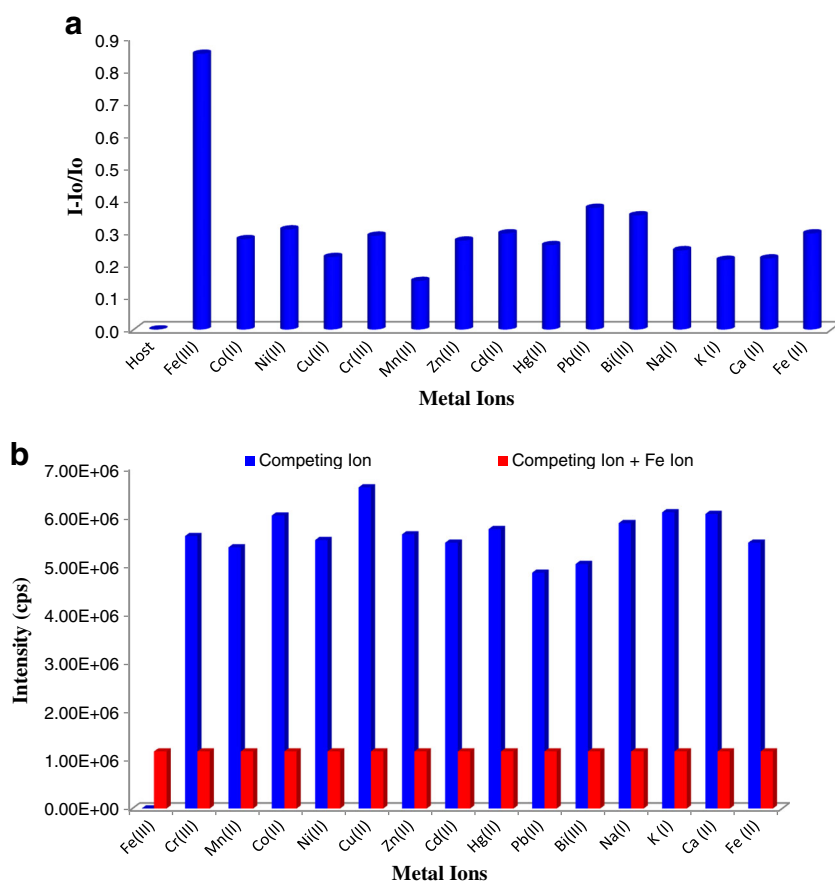 a
0.9
0.8
0.7
0.6
0.5
0.4
0.3
0.2
0.1
0.0
I-Io/Io
Host Fe(III) Co(II) Ni(II) Cu(II) Cr(III) Mn(II) Zn(I) Cd(II) Hg(II) Pb(II) Bi(III) Na(I) K (I) Ca (II) Fe (II)
Metal Ions
b
Competing Ion Competing Ion + Fe Ion
7.00E+06
6.00E+06
5.00E+06
4.00E+06
3.00E+06
2.00E+06
1.00E+06
0.00E+00
Intensity (cps)
Fe(III) Cr(III) Mn(II) Co(II) Ni(II) Cu(II) Zn(II) Cd(II) Hg(II) Pb(II) Bi(III) Na(I) K (I) Ca (II) Fe (II)
Metal Ions